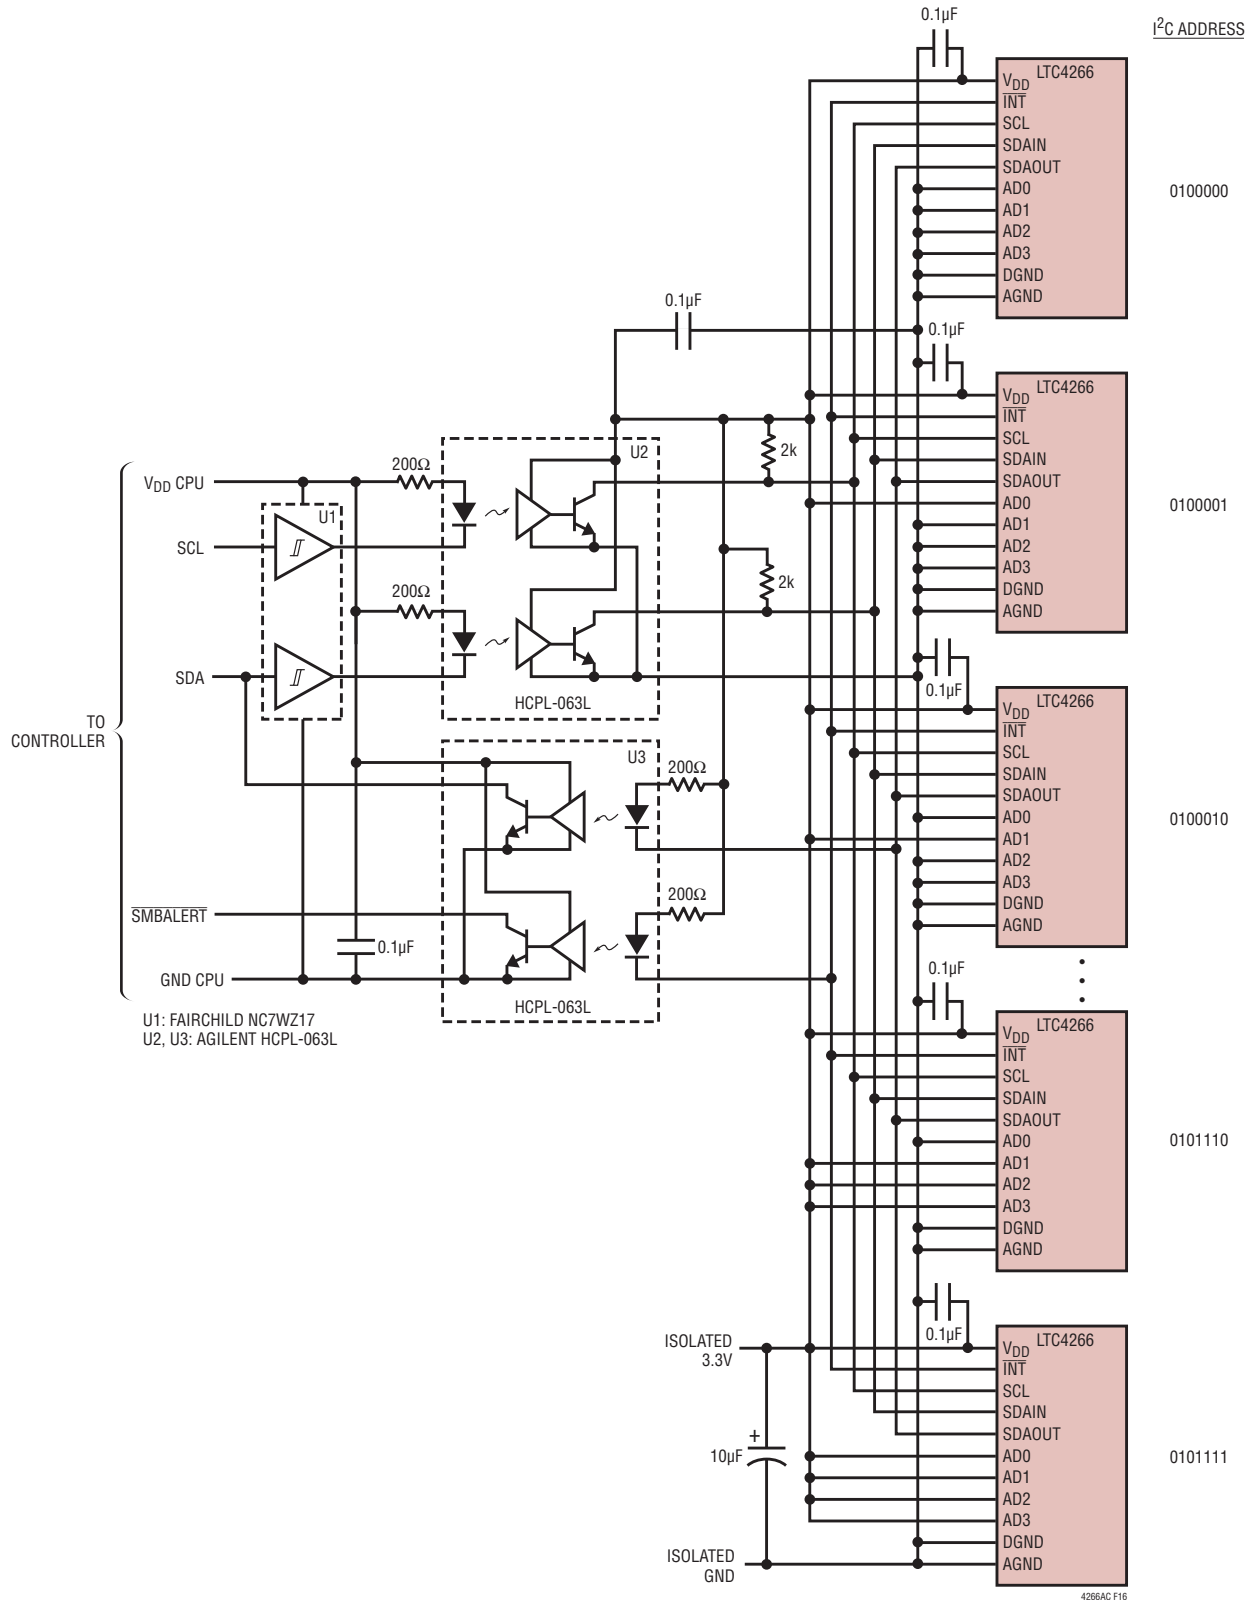 I²C ADDRESS
0.1µF
LTC4266
VDD
INT
SCL
SDAIN
SDAOUT
AD0
AD1
AD2
AD3
DGND
AGND
0100000
0.1µF
0.1µF
LTC4266
VDD
INT
SCL
SDAIN
SDAOUT
AD0
AD1
AD2
AD3
DGND
AGND
0100001
TO
CONTROLLER
VDD CPU
SCL
SDA
SMBALERT
GND CPU
U1
200Ω
200Ω
U2
HCPL-063L
2k
2k
U3
200Ω
200Ω
HCPL-063L
0.1µF
U1: FAIRCHILD NC7WZ17
U2, U3: AGILENT HCPL-063L
0.1µF
LTC4266
VDD
INT
SCL
SDAIN
SDAOUT
AD0
AD1
AD2
AD3
DGND
AGND
0100010
0.1µF
LTC4266
VDD
INT
SCL
SDAIN
SDAOUT
AD0
AD1
AD2
AD3
DGND
AGND
0101110
0.1µF
LTC4266
VDD
INT
SCL
SDAIN
SDAOUT
AD0
AD1
AD2
AD3
DGND
AGND
0101111
ISOLATED
3.3V
+
10µF
ISOLATED
GND
4266AC F16